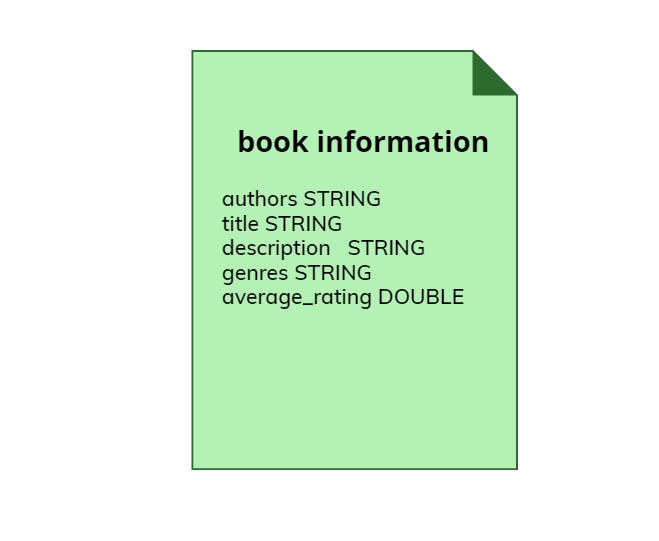 book information
authors STRING
title STRING
description   STRING
genres STRING
average_rating DOUBLE